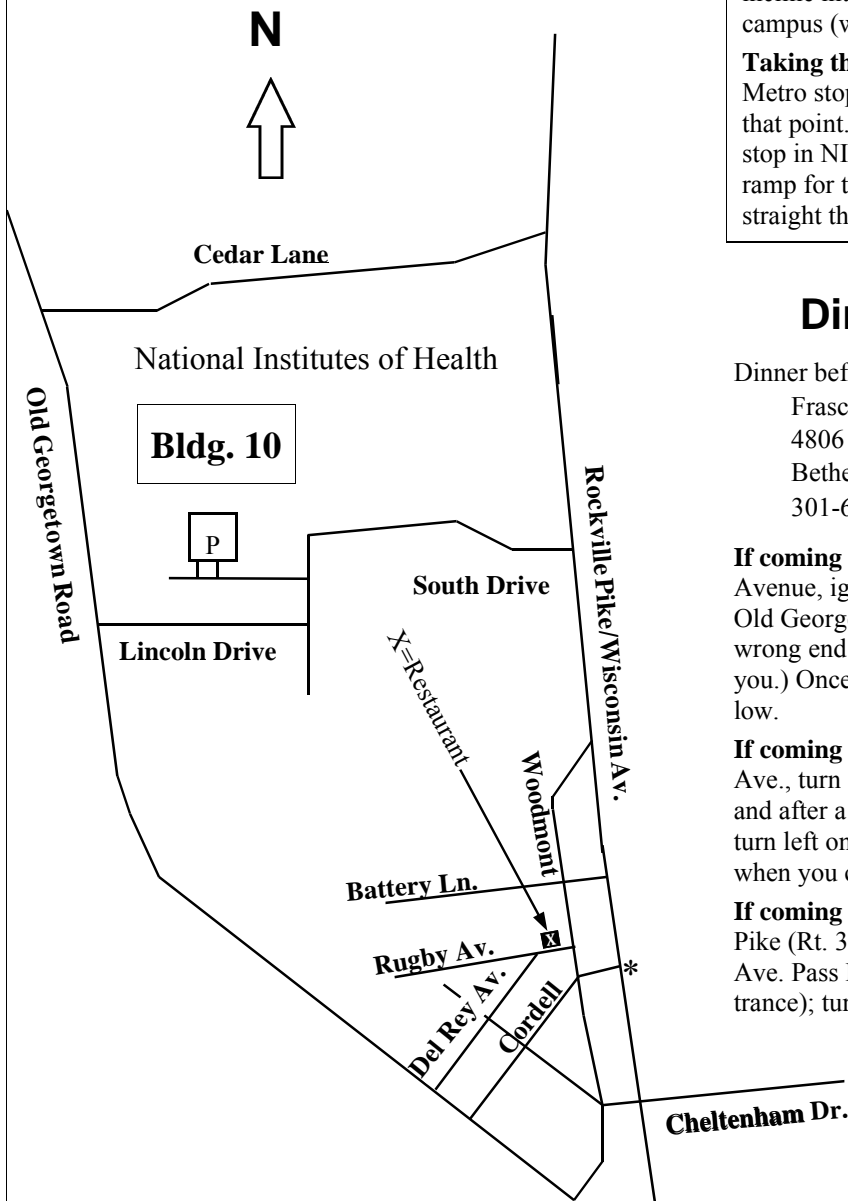 N
Cedar Lane
National Institutes of Health
Bldg. 10
P
Old Georgetown Road
South Drive
Lincoln Drive
Rockville Pike/Wisconsin Av.
X=Restaurant
Woodmont
Battery Ln.
X
Rugby Av.
*
Del Rey Av.
Cordell
Cheltenham Dr.
campus (w
Taking th
Metro stop
that point.
stop in NI
ramp for t
straight th
Din
Dinner bef
Frasc
4806
Bethe
301-6
If coming
Avenue, ig
Old George
wrong end
you.) Once
low.
If coming
Ave., turn
and after a
turn left on
when you c
If coming
Pike (Rt. 3
Ave. Pass
trance); tur